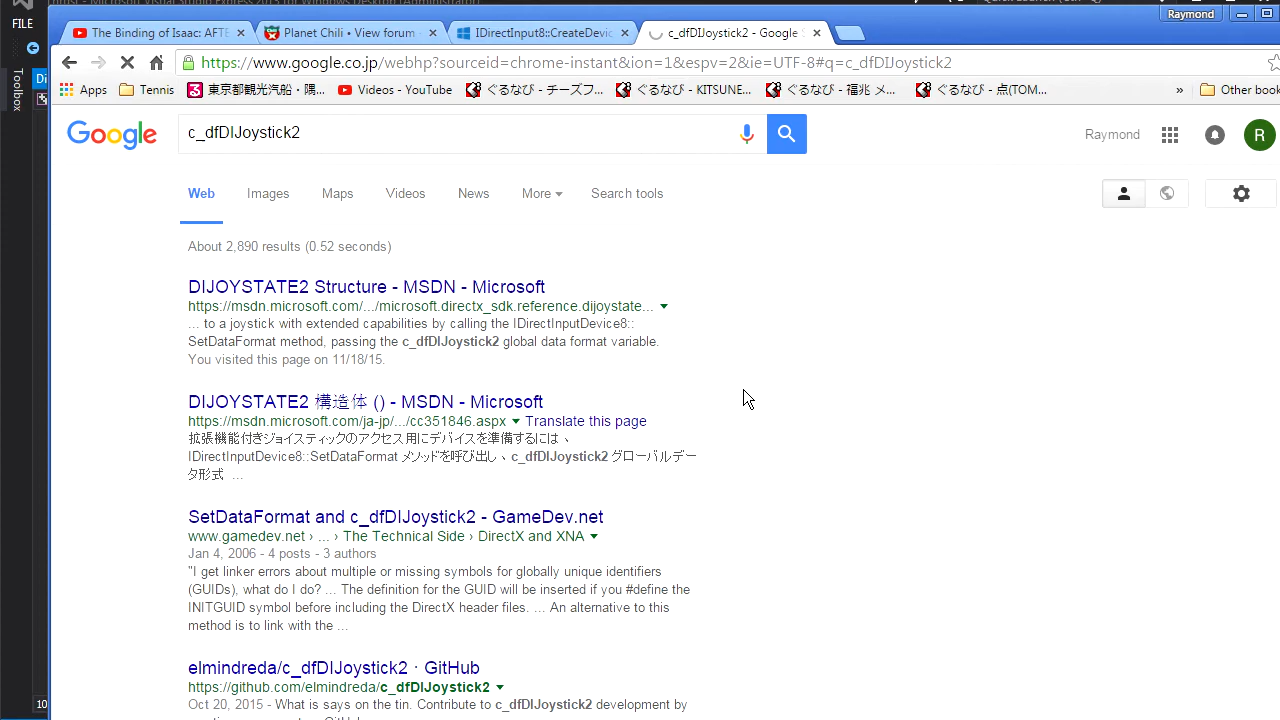 FILE
Raymond
The Binding of Isaac: AFTE
Planet Chili • View forum -
IDirectInput8::CreateDevic
c_dfDIJoystick2 - Google
https://www.google.co.jp/webhp?sourceid=chrome-instant&ion=1&espv=2&ie=UTF-8#q=c_dfDIJoystick2
Toolbox
Di
Apps
Tennis
東京都観光汽船・隅...
Videos - YouTube
ぐるなび - チーズフ...
ぐるなび - KITSUNE...
ぐるなび - 福兆 メ...
ぐるなび - 点(TOM...
»
Other book
Google
c_dfDIJoystick2
Raymond
R
Web
Images
Maps
Videos
News
More
Search tools
About 2,890 results (0.52 seconds)
DIJOYSTATE2 Structure - MSDN - Microsoft
https://msdn.microsoft.com/.../microsoft.directx_sdk.reference.dijoystate...
... to a joystick with extended capabilities by calling the IDirectInputDevice8::
SetDataFormat method, passing the c_dfDIJoystick2 global data format variable.
You visited this page on 11/18/15.
DIJOYSTATE2 構造体 () - MSDN - Microsoft
https://msdn.microsoft.com/ja-jp/.../cc351846.aspx
Translate this page
拡張機能付きジョイスティックのアクセス用にデバイスを準備するには、
IDirectInputDevice8::SetDataFormat メソッドを呼び出し、c_dfDIJoystick2 グローバルデー
タ形式 ...
SetDataFormat and c_dfDIJoystick2 - GameDev.net
www.gamedev.net › ... › The Technical Side › DirectX and XNA
Jan 4, 2006 - 4 posts - 3 authors
"I get linker errors about multiple or missing symbols for globally unique identifiers
(GUIDs), what do I do? ... The definition for the GUID will be inserted if you #define the
INITGUID symbol before including the DirectX header files. ... An alternative to this
method is to link with the ...
elmindreda/c_dfDIJoystick2 · GitHub
https://github.com/elmindreda/c_dfDIJoystick2
Oct 20, 2015 - What is says on the tin. Contribute to c_dfDIJoystick2 development by
10